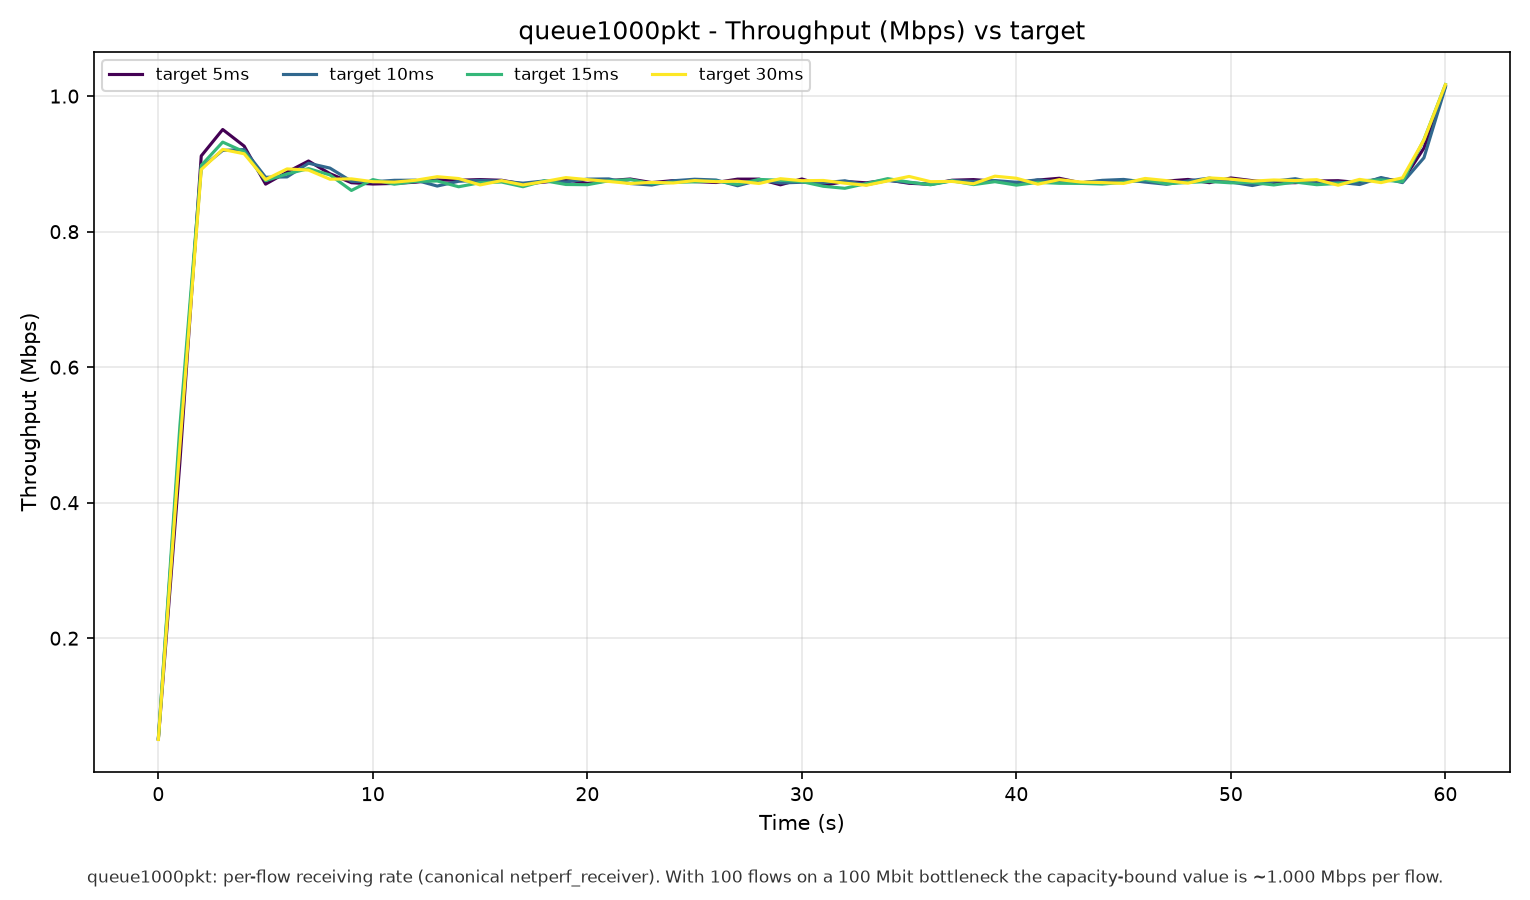 queue1000pkt - Throughput (Mbps) vs target
target 5ms target 10ms target 15ms target 30ms
1.0
0.8
0.6
0.4
0.2
Throughput (Mbps)
0 10 20 30 40 50 60
Time (s)
queue1000pkt: per-flow receiving rate (canonical netperf_receiver). With 100 flows on a 100 Mbit bottleneck the capacity-bound value is ~1.000 Mbps per flow.